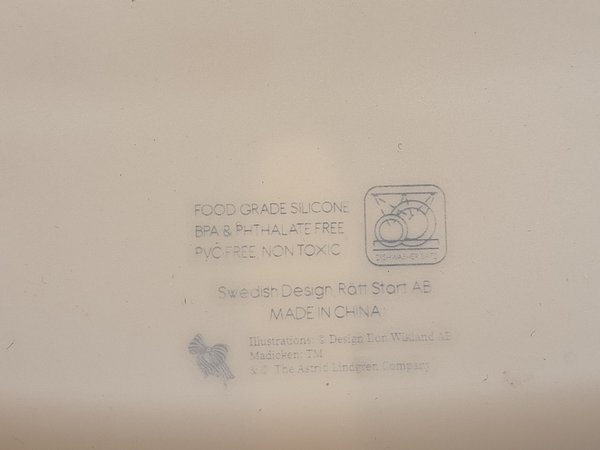 FOOD GRADE SILICONE
BPA & PHTHALATE FREE
PVC FREE, NON TOXIC
DISHWASHER SAFE
Swedish Design Rätt Start AB
MADE IN CHINA
Illustrations: © Design Ilon Wikland AB
Madicken: TM
& © The Astrid Lindgren Company